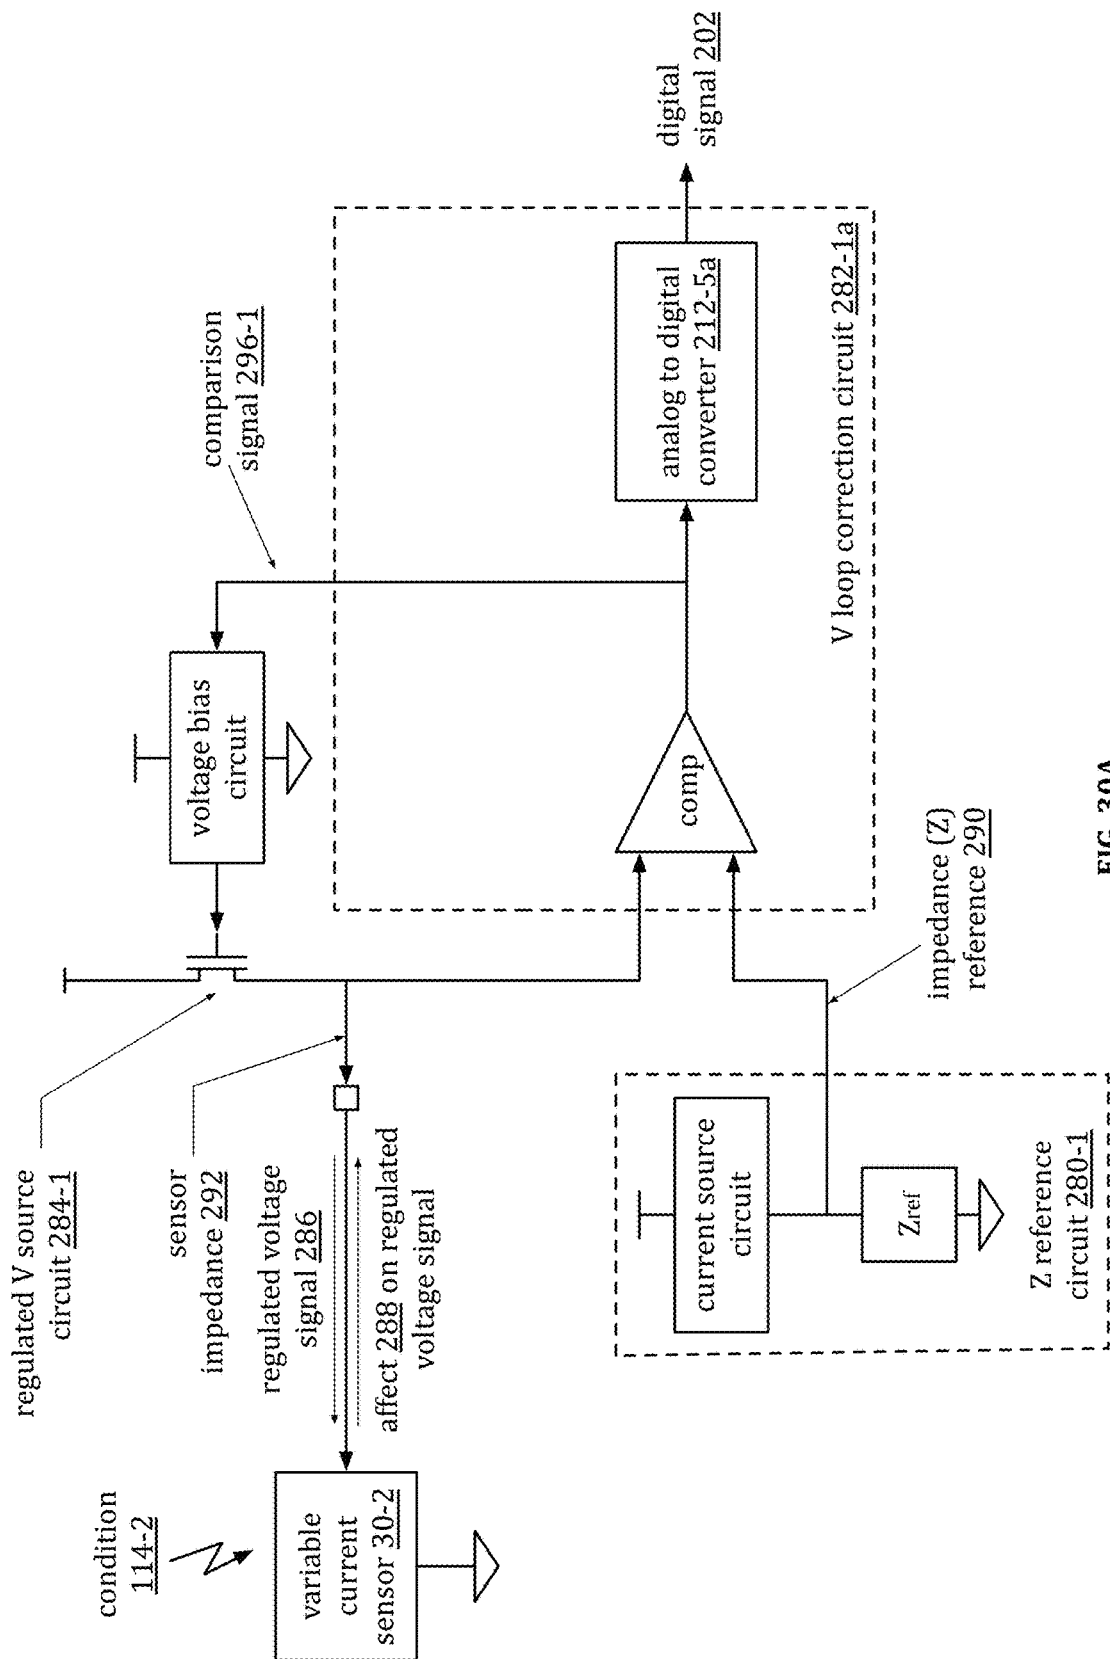 condition
114-2
variable
current
sensor 30-2
regulated V source
circuit 284-1
sensor
impedance 292
regulated voltage
signal 286
affect 288 on regulated
voltage signal
current source
circuit
Zref
Z reference
circuit 280-1
impedance (Z)
reference 290
voltage bias
circuit
comparison
signal 296-1
comp
analog to digital
converter 212-5a
V loop correction circuit 282-1a
digital
signal 202
FIG. 30A